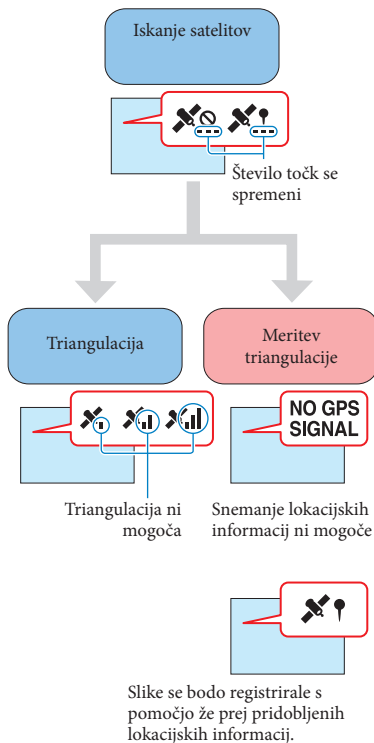 Iskanje satelitov
Število točk se
spremeni
Triangulacija
Meritev
triangulacije
NO GPS
SIGNAL
Triangulacija ni
mogoča
Snemanje lokacijskih
informacij ni mogoče
Slike se bodo registrirale s
pomočjo že prej pridobljenih
lokacijskih informacij.